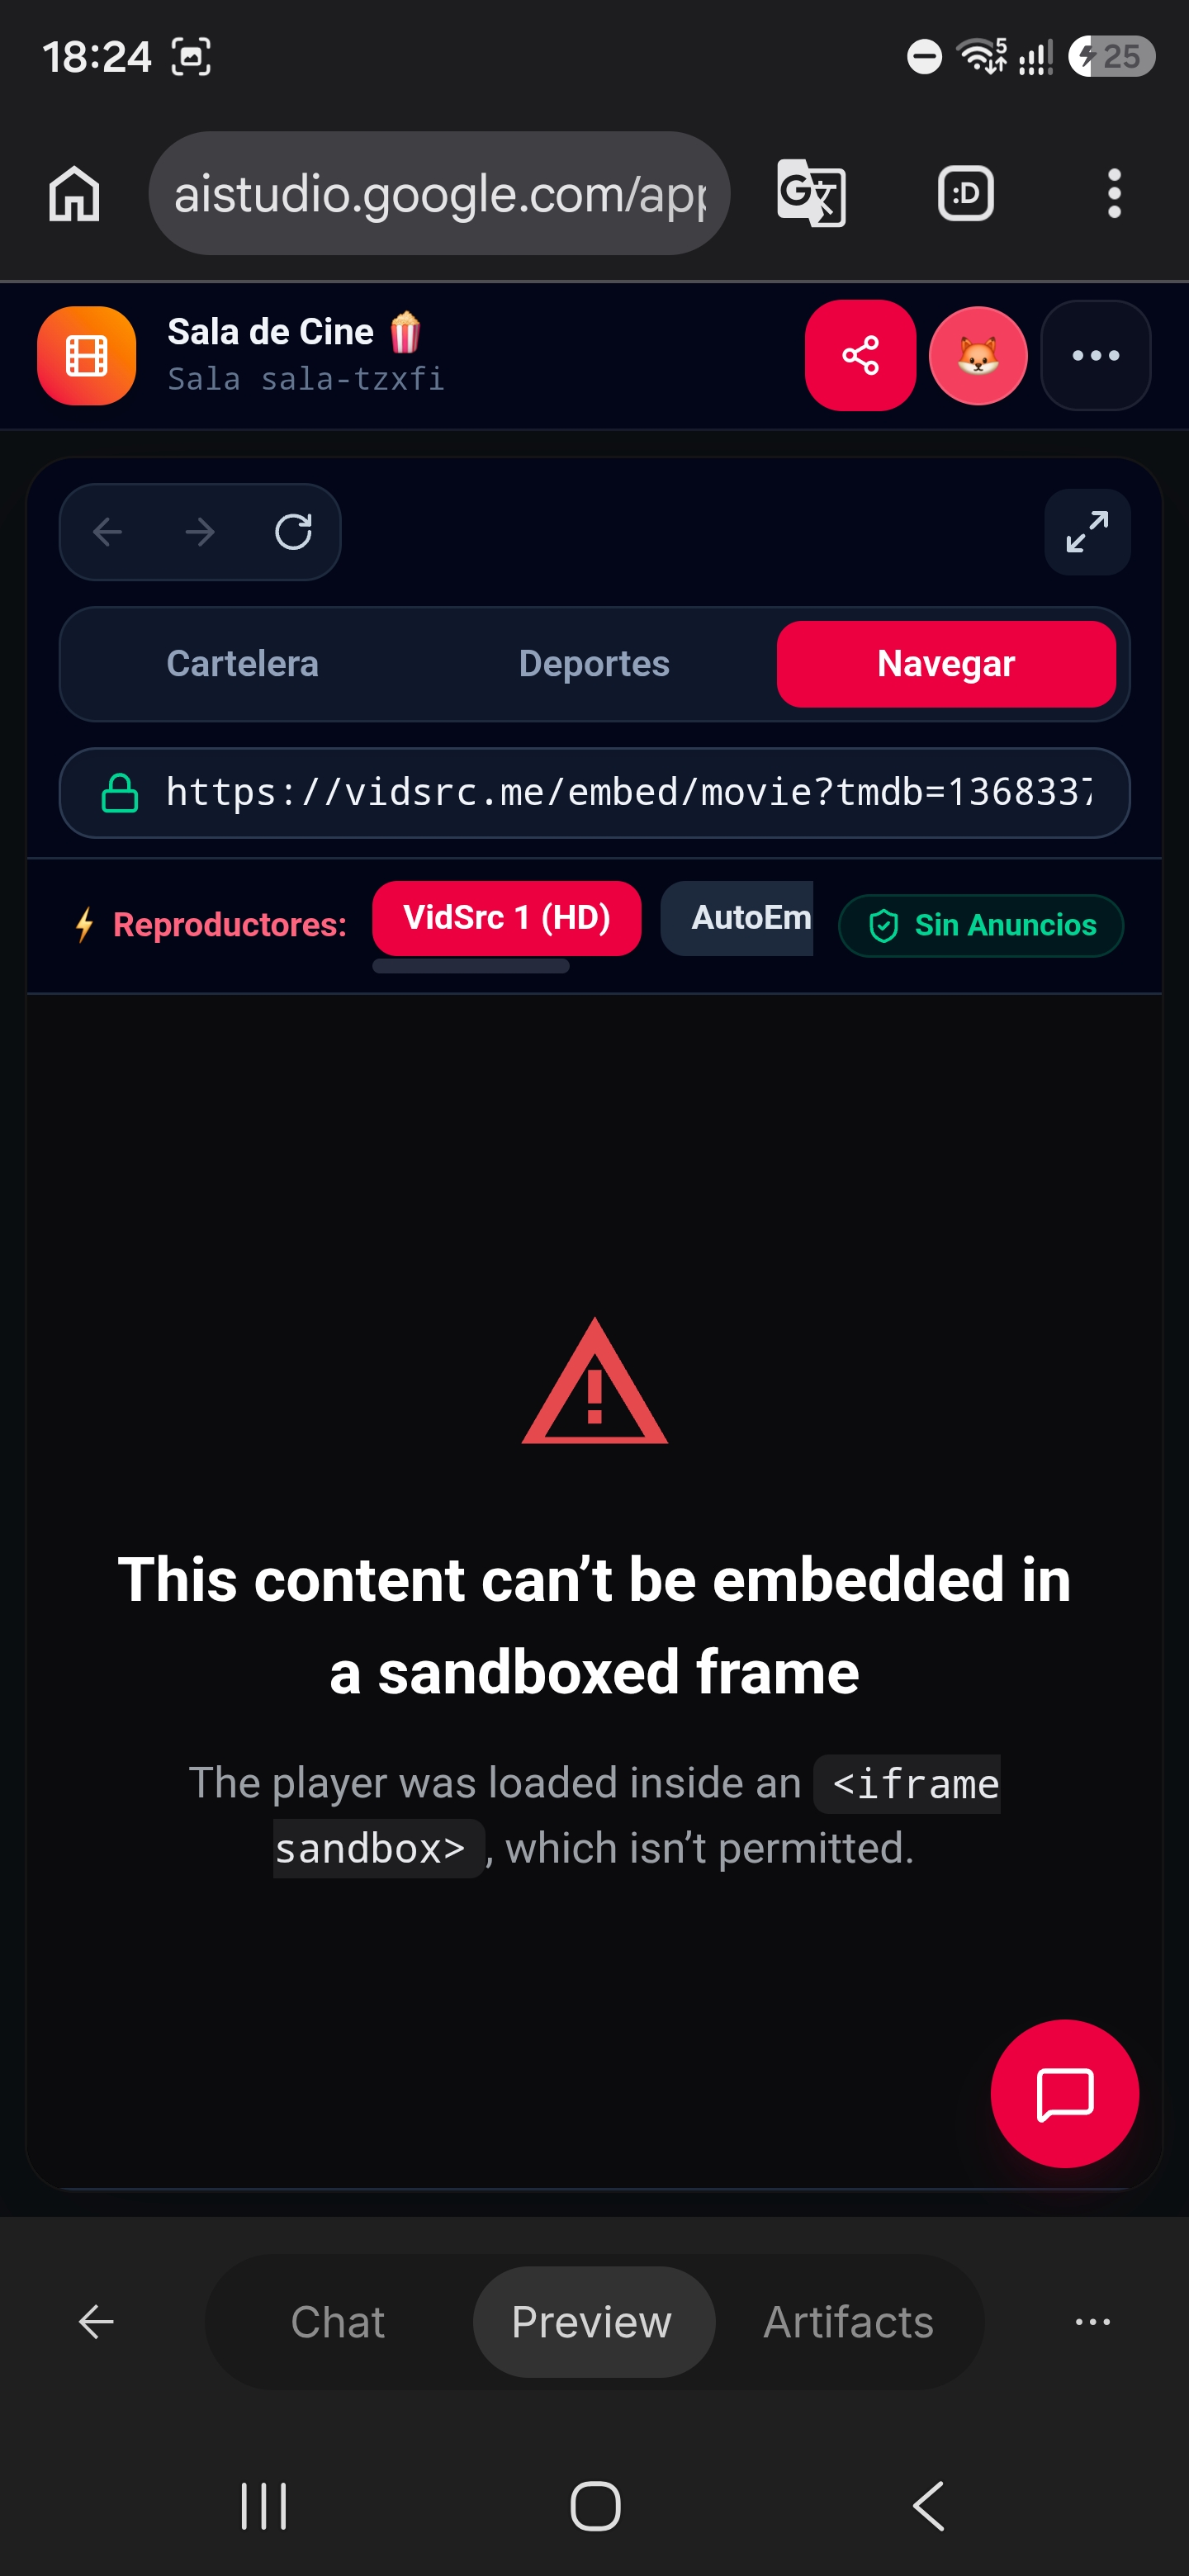 18:24
5
25
aistudio.google.com/app
G
:D
Sala de Cine 🍿
Sala sala-tzxfi
Cartelera
Deportes
Navegar
https://vidsrc.me/embed/movie?tmdb=1368337
⚡ Reproductores:
VidSrc 1 (HD)
AutoEm
Sin Anuncios
This content can’t be embedded in
a sandboxed frame
The player was loaded inside an <iframe
sandbox> , which isn’t permitted.
Chat
Preview
Artifacts